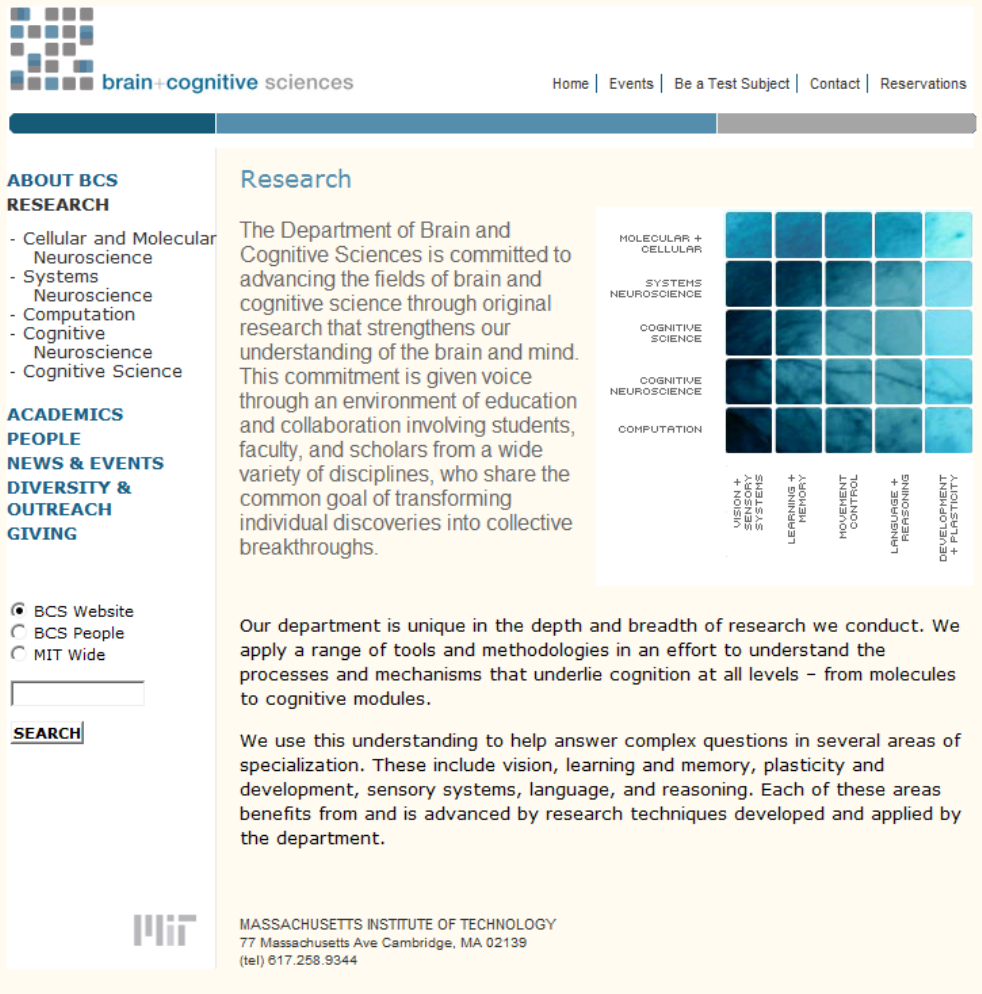 brain+cognitive sciences
Home | Events | Be a Test Subject | Contact | Reservations
ABOUT BCS
RESEARCH
- Cellular and Molecular
Neuroscience
- Systems
Neuroscience
- Computation
- Cognitive
Neuroscience
- Cognitive Science
ACADEMICS
PEOPLE
NEWS & EVENTS
DIVERSITY &
OUTREACH
GIVING
BCS Website
BCS People
MIT Wide
SEARCH
Research
The Department of Brain and
Cognitive Sciences is committed to
advancing the fields of brain and
cognitive science through original
research that strengthens our
understanding of the brain and mind.
This commitment is given voice
through an environment of education
and collaboration involving students,
faculty, and scholars from a wide
variety of disciplines, who share the
common goal of transforming
individual discoveries into collective
breakthroughs.
MOLECULAR +
CELLULAR
SYSTEMS
NEUROSCIENCE
COGNITIVE
SCIENCE
COGNITIVE
NEUROSCIENCE
COMPUTATION
VISION +
SENSORY
SYSTEMS
LEARNING +
MEMORY
MOVEMENT
CONTROL
LANGUAGE +
REASONING
DEVELOPMENT
+ PLASTICITY
Our department is unique in the depth and breadth of research we conduct. We
apply a range of tools and methodologies in an effort to understand the
processes and mechanisms that underlie cognition at all levels – from molecules
to cognitive modules.
We use this understanding to help answer complex questions in several areas of
specialization. These include vision, learning and memory, plasticity and
development, sensory systems, language, and reasoning. Each of these areas
benefits from and is advanced by research techniques developed and applied by
the department.
MIT
MASSACHUSETTS INSTITUTE OF TECHNOLOGY
77 Massachusetts Ave Cambridge, MA 02139
(tel) 617.258.9344